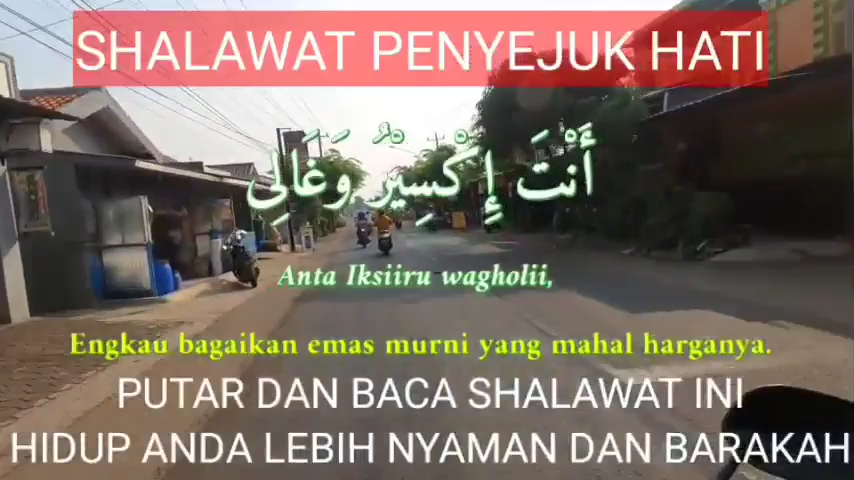 SHALAWAT PENYEJUK HATI
أَنْتَ إِكْسِيْرٌ وَغَالِي
Anta Iksiiru wagholii,
Engkau bagaikan emas murni yang mahal harganya.
PUTAR DAN BACA SHALAWAT INI
HIDUP ANDA LEBIH NYAMAN DAN BARAKAH